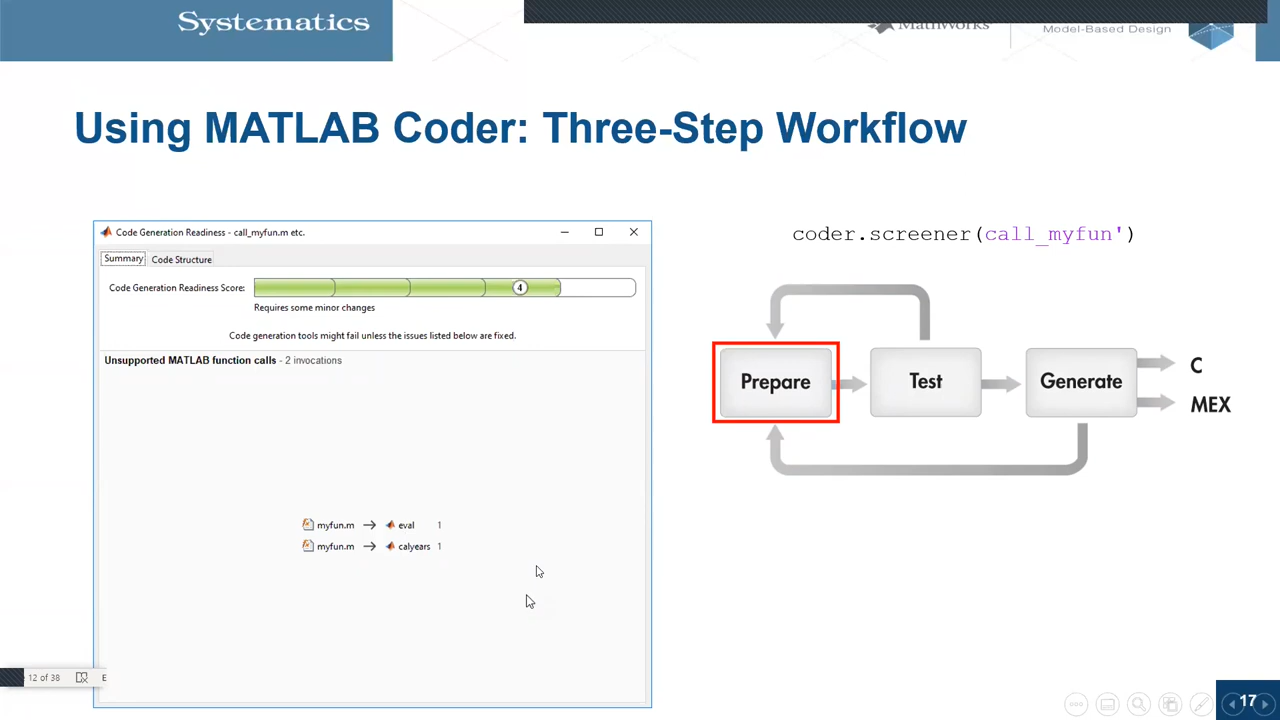 Systematics
MathWorks
Model-Based Design
Using MATLAB Coder: Three-Step Workflow
Code Generation Readiness - call_myfun.m etc.
Summary
Code Structure
Code Generation Readiness Score:
4
Requires some minor changes
Code generation tools might fail unless the issues listed below are fixed.
Unsupported MATLAB function calls - 2 invocations
myfun.m → eval 1
myfun.m → calyears 1
coder.screener(call_myfun')
Prepare
Test
Generate
C
MEX
12 of 38
E
17